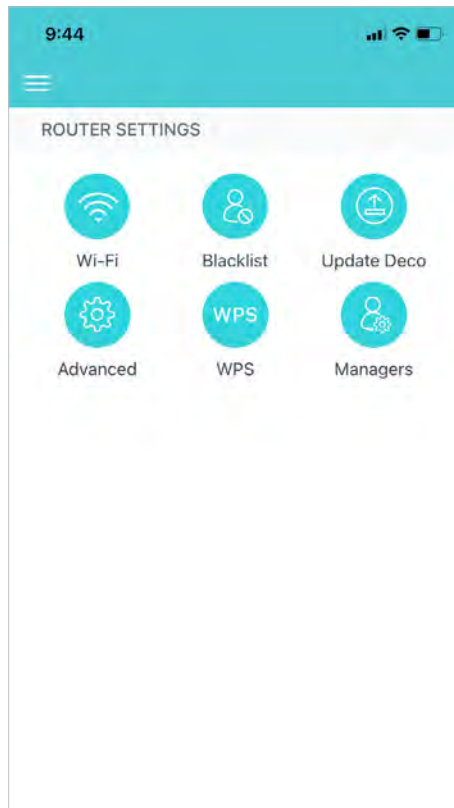 9:44
ROUTER SETTINGS
Wi-Fi Blacklist Update Deco
WPS
Advanced WPS Managers